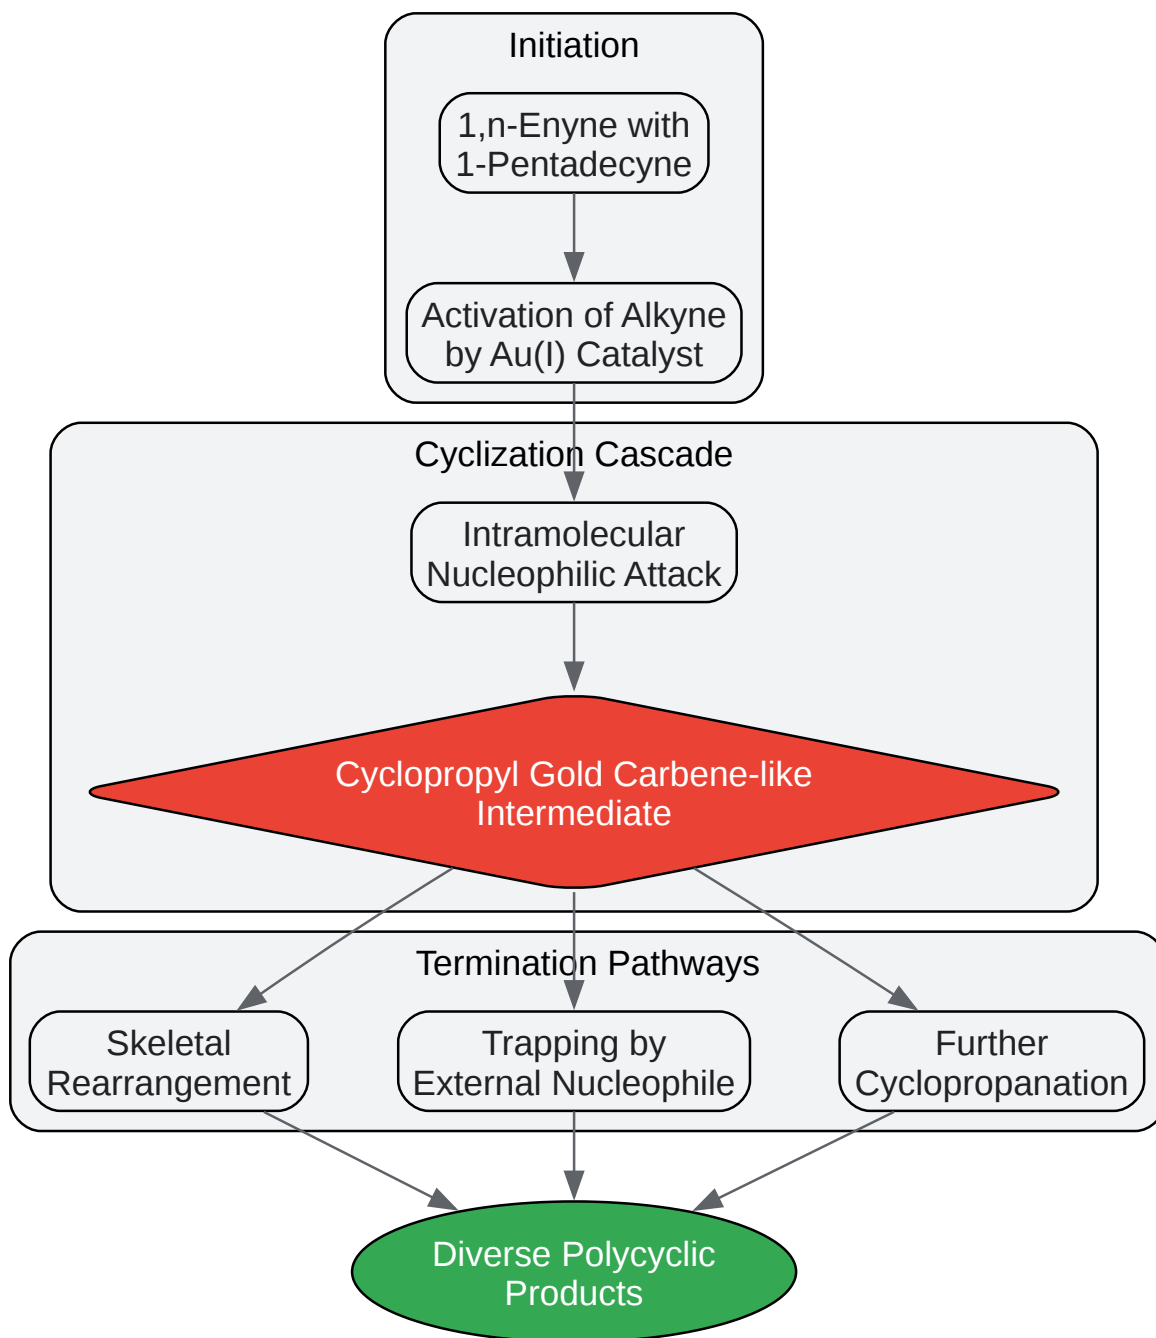 Initiation
1,n-Enyne with
1-Pentadecyne
Activation of Alkyne
by Au(I) Catalyst
Cyclization Cascade
Intramolecular
Nucleophilic Attack
Cyclopropyl Gold Carbene-like
Intermediate
Termination Pathways
Skeletal
Rearrangement
Trapping by
External Nucleophile
Further
Cyclopropanation
Diverse Polycyclic
Products